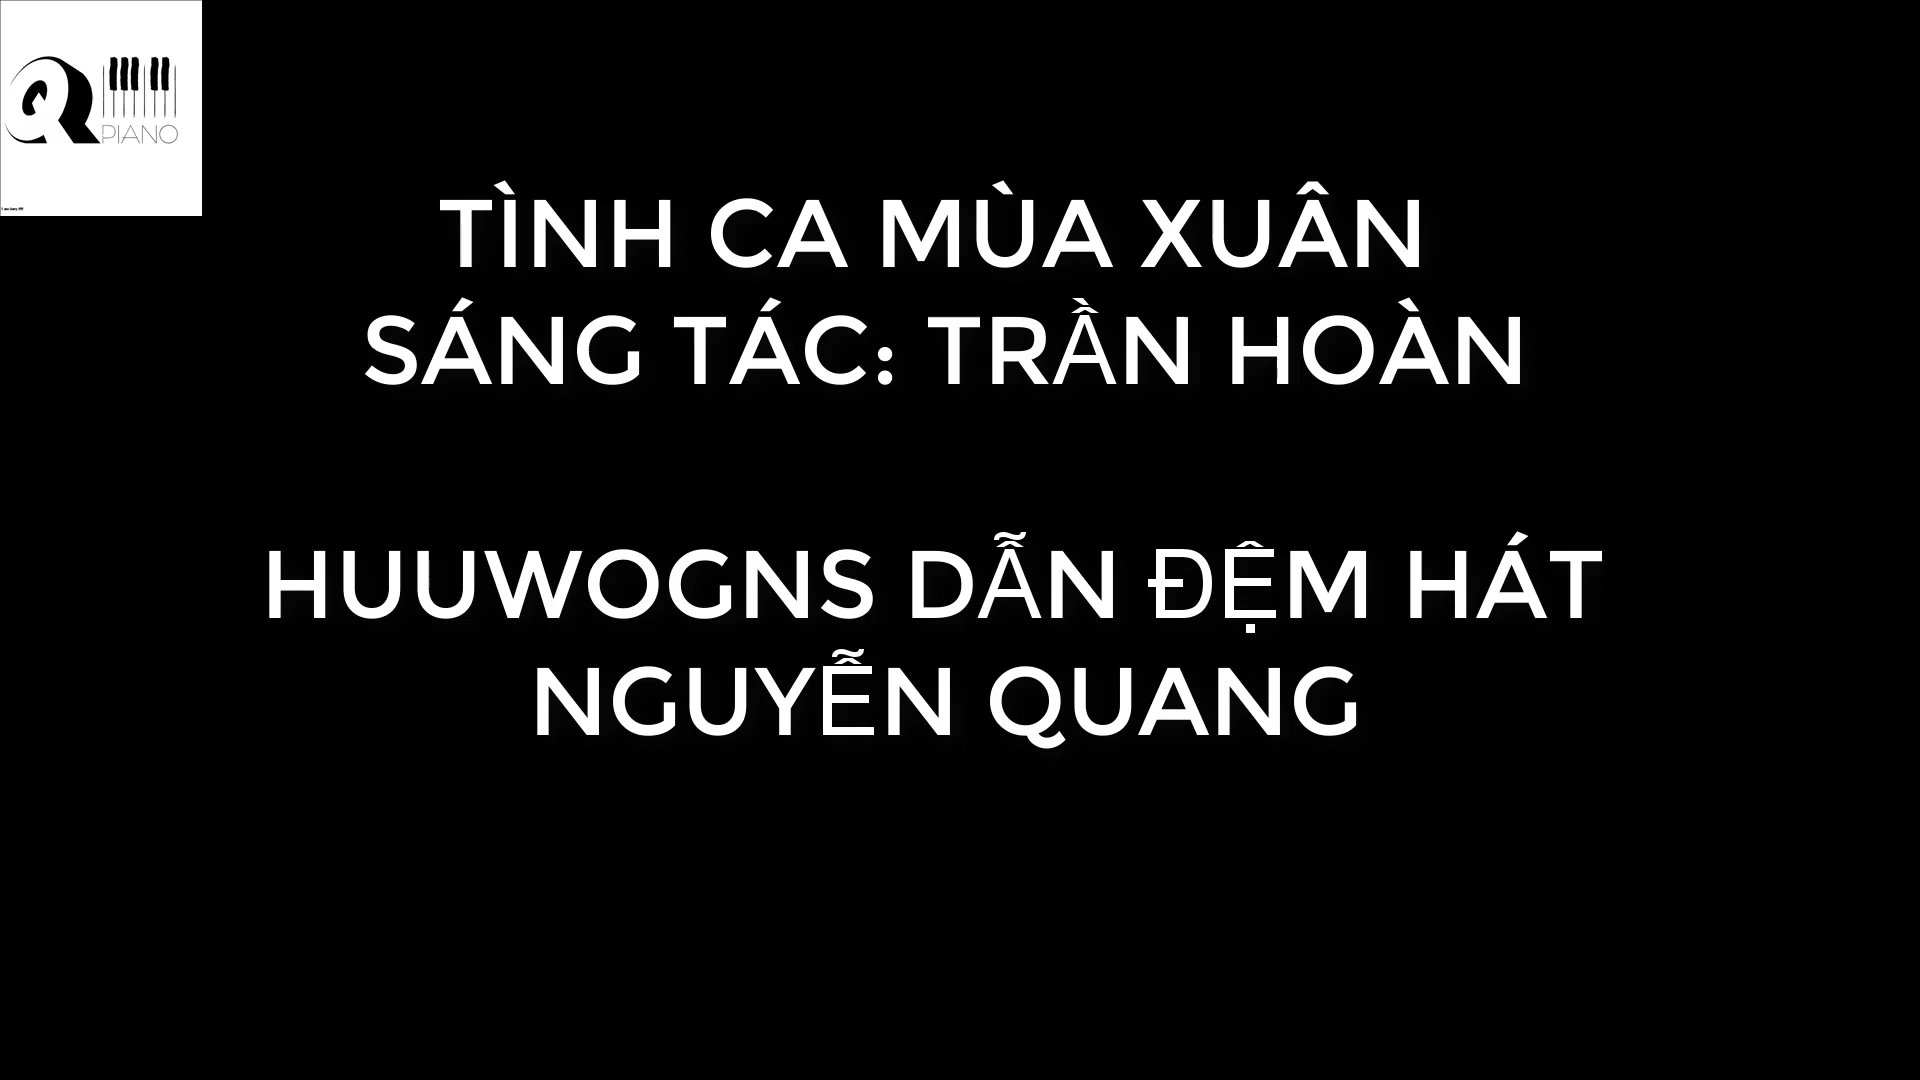 Q PIANO
TÌNH CA MÙA XUÂN
SÁNG TÁC: TRẦN HOÀN
HUUWOGNS DẪN ĐỆM HÁT
NGUYỄN QUANG